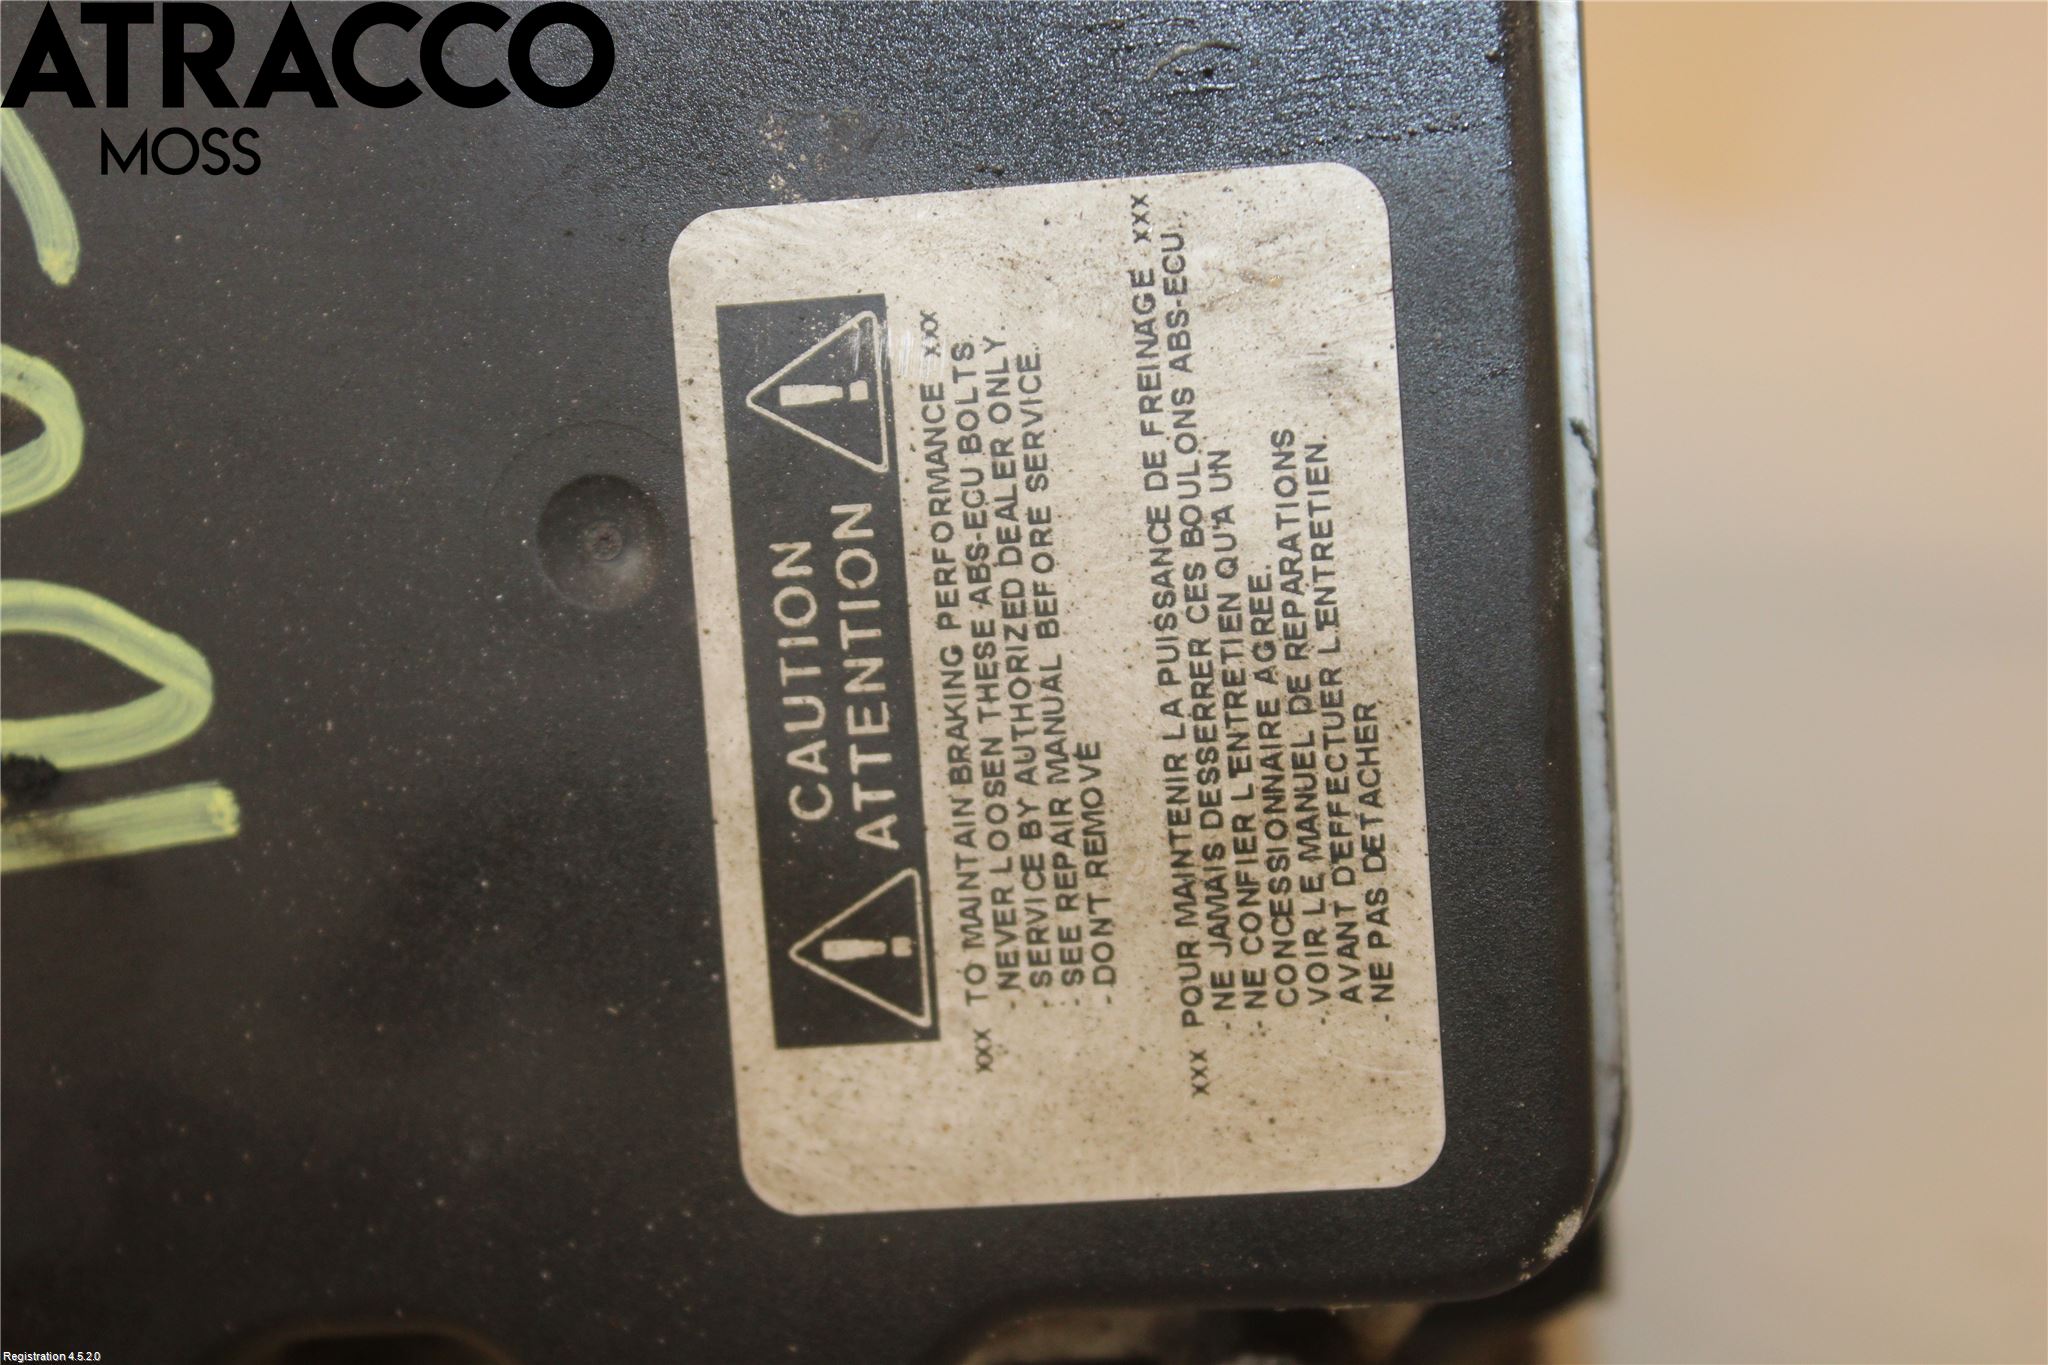 ATRACCO
MOSS
CAUTION
ATTENTION
xxx TO MAINTAIN BRAKING PERFORMANCE xxx
- NEVER LOOSEN THESE ABS-ECU BOLTS.
- SERVICE BY AUTHORIZED DEALER ONLY.
- SEE REPAIR MANUAL BEFORE SERVICE.
- DON'T REMOVE
xxx POUR MAINTENIR LA PUISSANCE DE FREINAGE xxx
- NE JAMAIS DESSERRER CES BOULONS ABS-ECU.
- NE CONFIER L'ENTRETIEN QU'A UN
CONCESSIONNAIRE AGREE.
- VOIR LE MANUEL DE REPARATIONS
AVANT D'EFFECTUER L'ENTRETIEN.
- NE PAS DETACHER
Registration 4.5.2.0